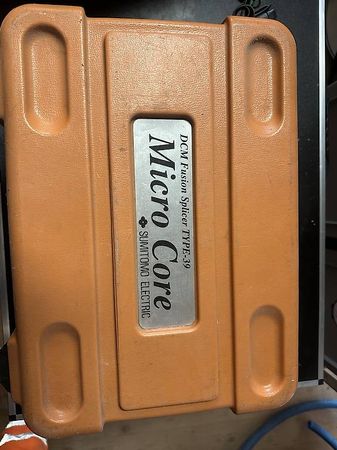 DCM Fusion Splicer TYPE-39
Micro Core
SUMITOMO ELECTRIC